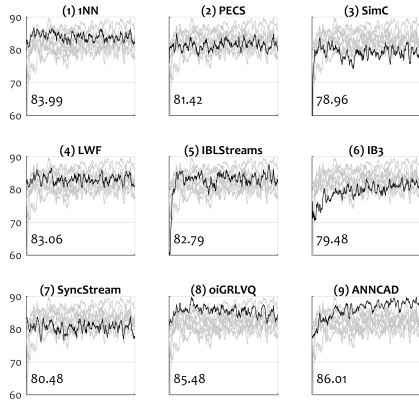 (1) 1NN
(2) PECS
(3) SimC
90
80
70
60
83.99
81.42
78.96
(4) LWF
(5) IBLStreams
(6) IB3
90
80
70
60
83.06
82.79
79.48
(7) SyncStream
(8) oiGRLVQ
(9) ANNCAD
90
80
70
60
80.48
85.48
86.01